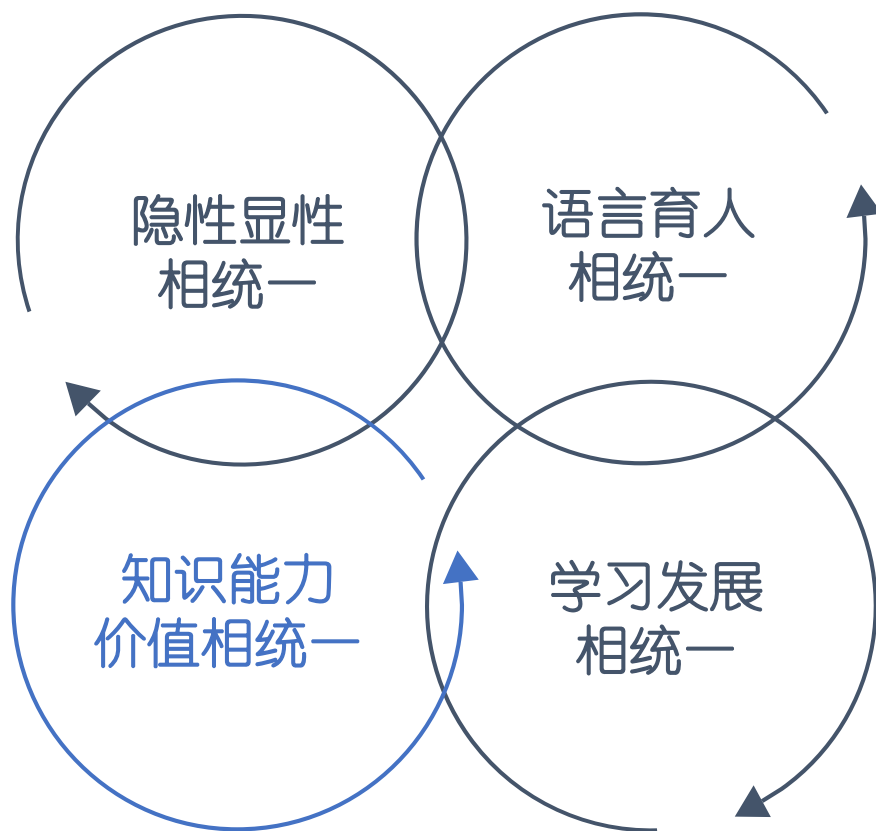 隐性显性
相统一
语言育人
相统一
知识能力
价值相统一
学习发展
相统一